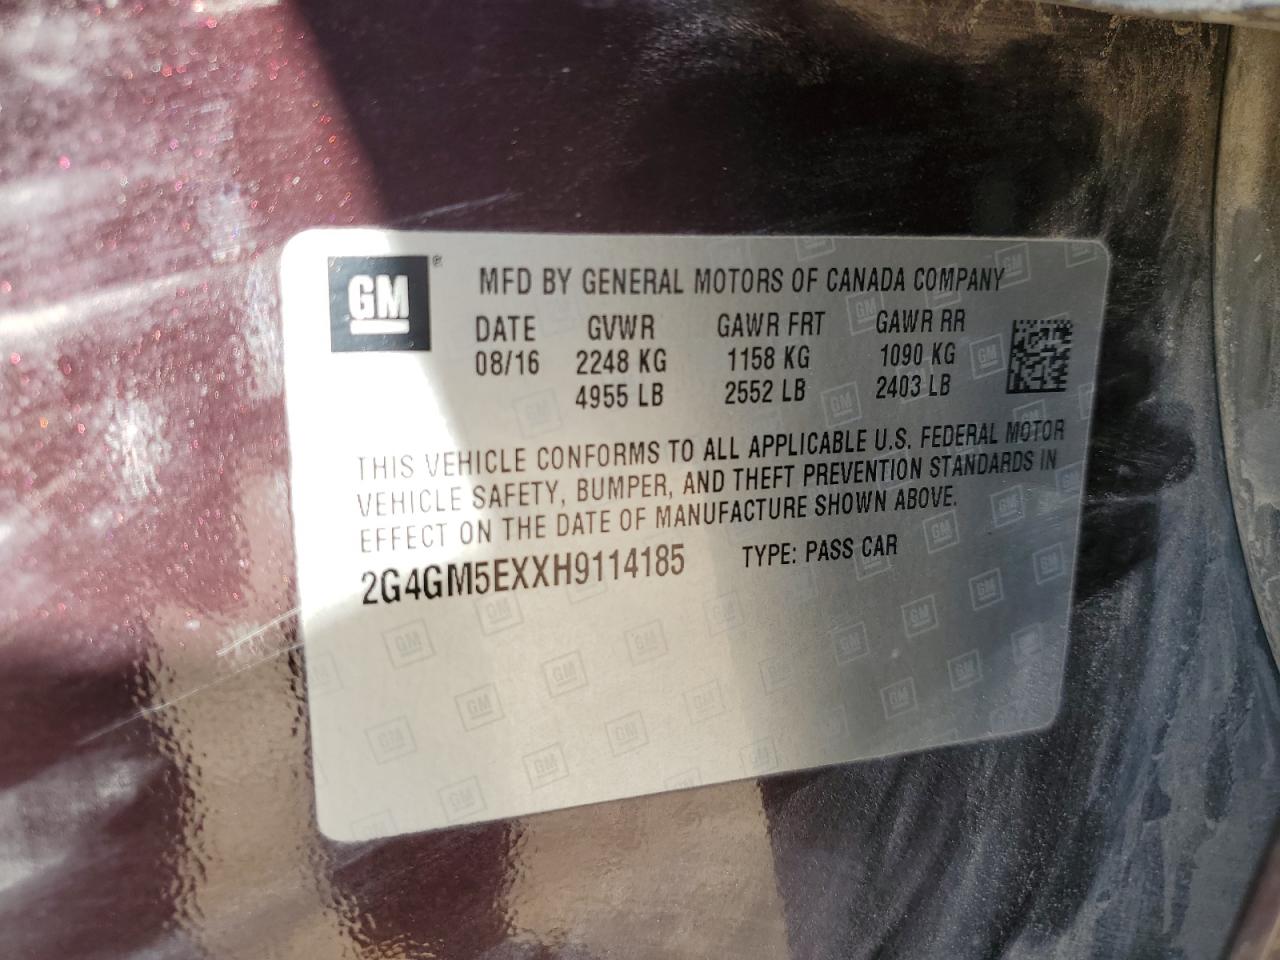 GM ®
MFD BY GENERAL MOTORS OF CANADA COMPANY
DATE GVWR GAWR FRT GAWR RR
08/16 2248 KG 1158 KG 1090 KG
4955 LB 2552 LB 2403 LB
THIS VEHICLE CONFORMS TO ALL APPLICABLE U.S. FEDERAL MOTOR
VEHICLE SAFETY, BUMPER, AND THEFT PREVENTION STANDARDS IN
EFFECT ON THE DATE OF MANUFACTURE SHOWN ABOVE.
2G4GM5EXXH9114185 TYPE: PASS CAR